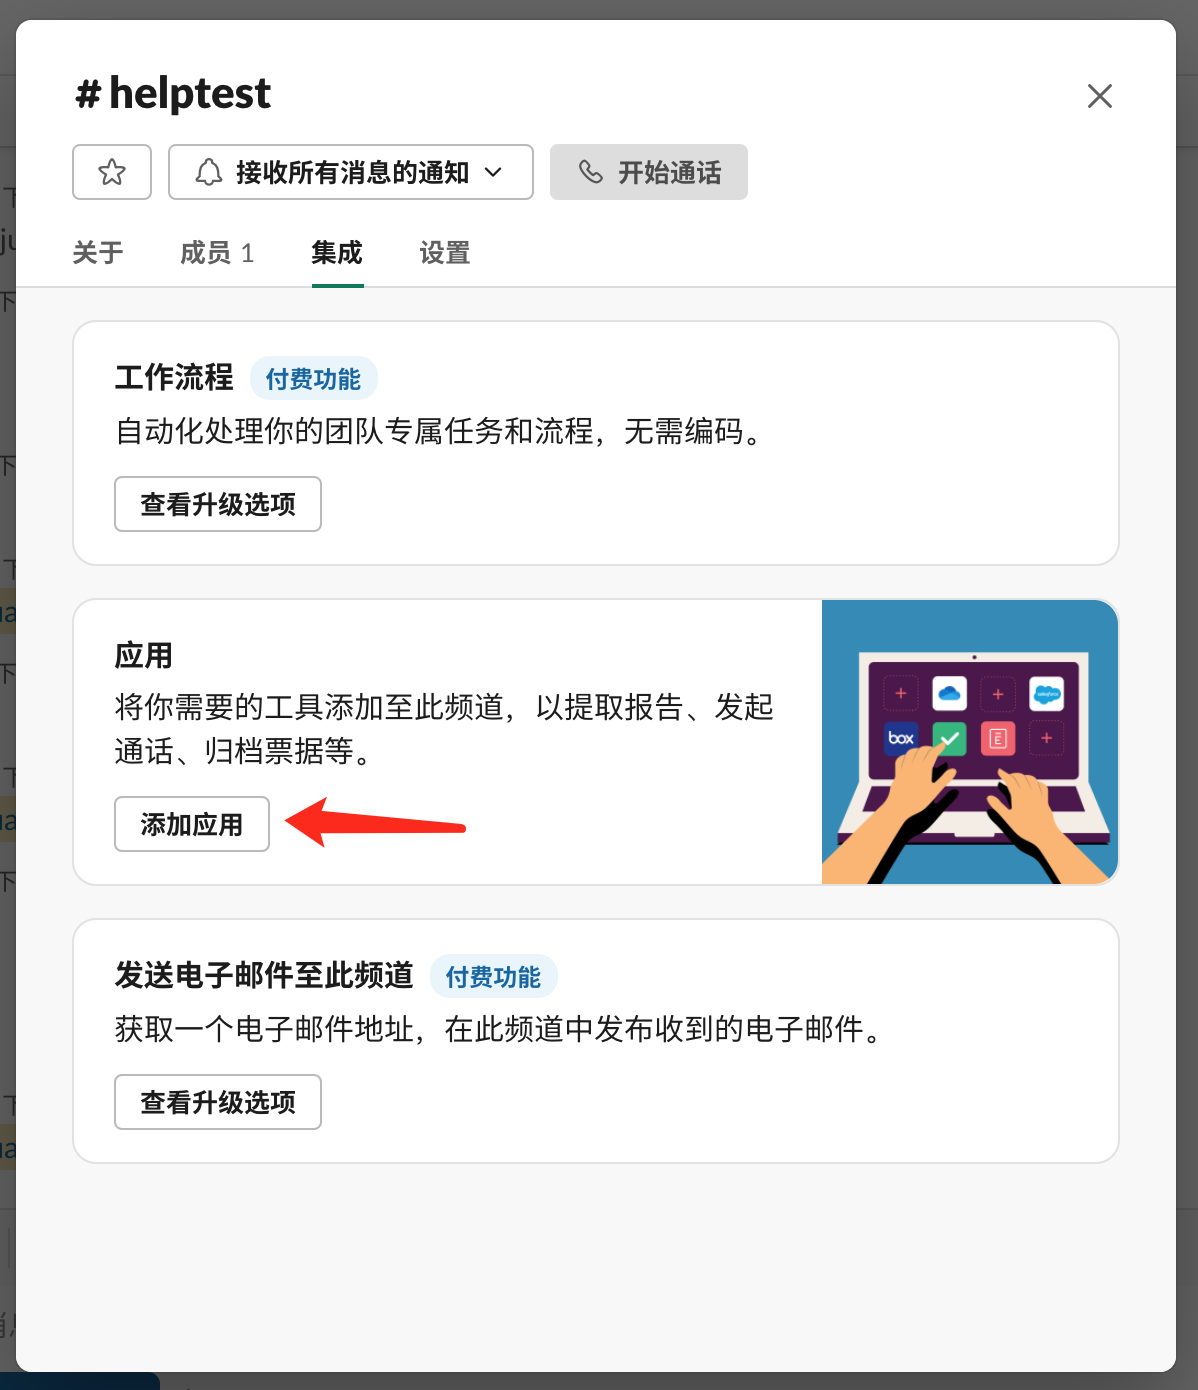 # helptest
接收所有消息的通知
开始通话
关于 成员 1 集成 设置
工作流程 付费功能
自动化处理你的团队专属任务和流程，无需编码。
查看升级选项
应用
将你需要的工具添加至此频道，以提取报告、发起
通话、归档票据等。
box
添加应用
发送电子邮件至此频道 付费功能
获取一个电子邮件地址，在此频道中发布收到的电子邮件。
查看升级选项